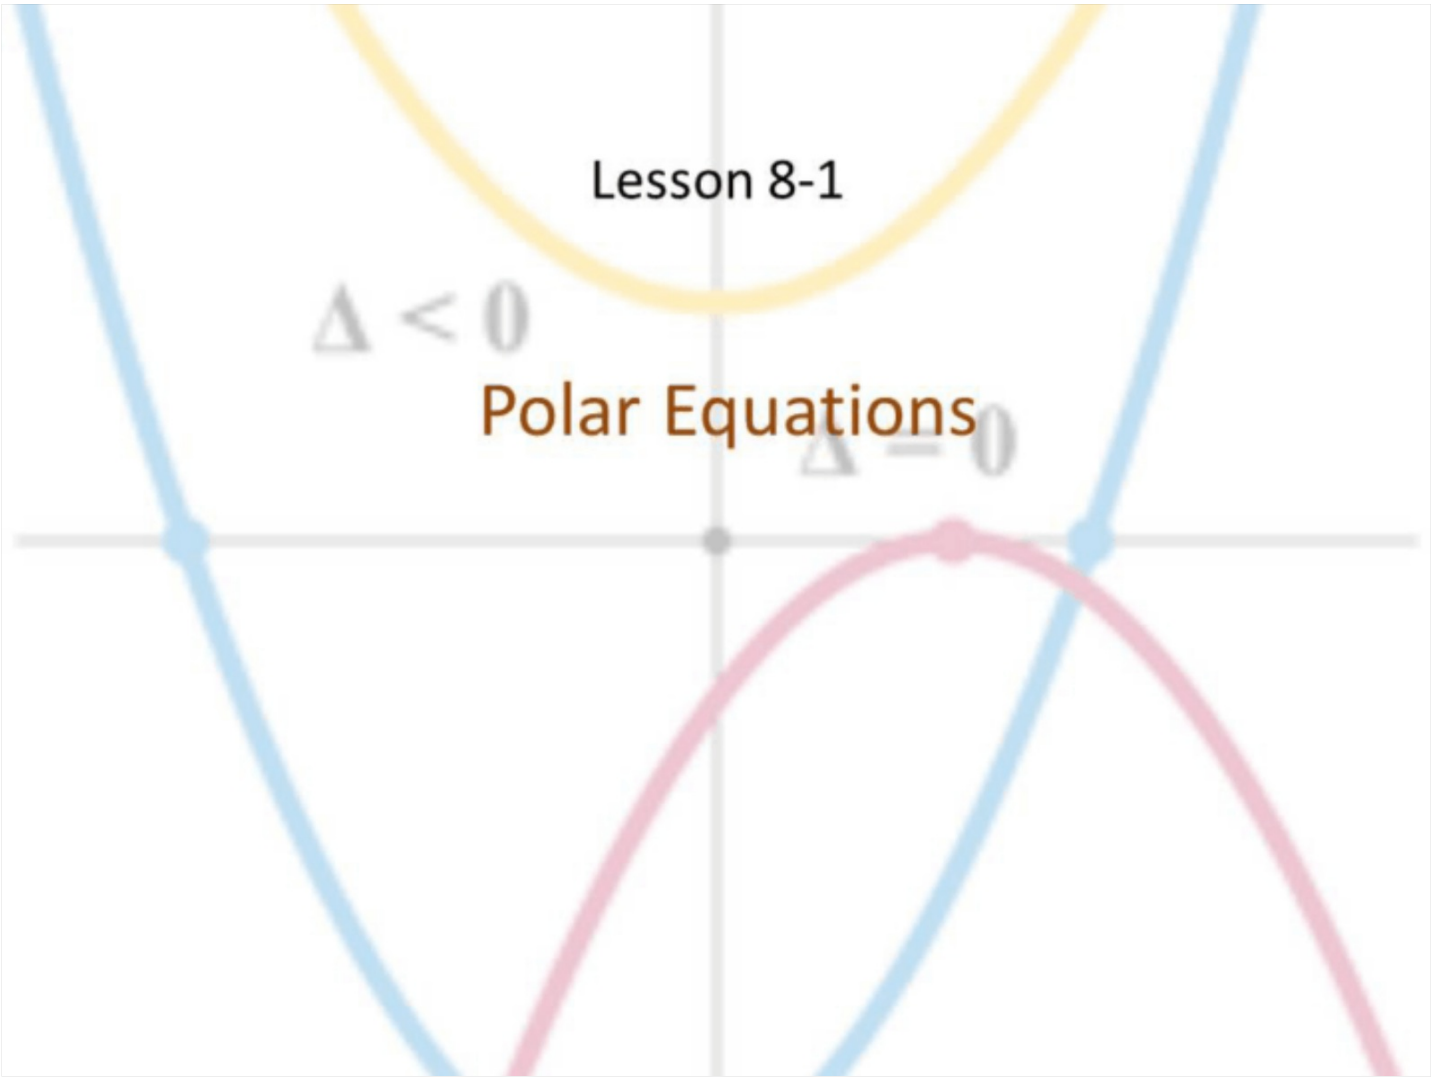 Lesson 8-1
Δ < 0
Polar Equations
Δ = 0